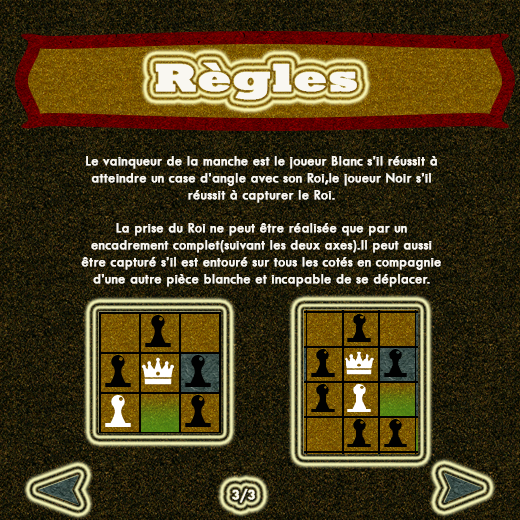 Règles
Le vainqueur de la manche est le joueur Blanc s'il réussit à
atteindre un case d'angle avec son Roi,le joueur Noir s'il
réussit à capturer le Roi.
La prise du Roi ne peut être réalisée que par un
encadrement complet(suivant les deux axes).Il peut aussi
être capturé s'il est entouré sur tous les cotés en compagnie
d'une autre pièce blanche et incapable de se déplacer.
3/3